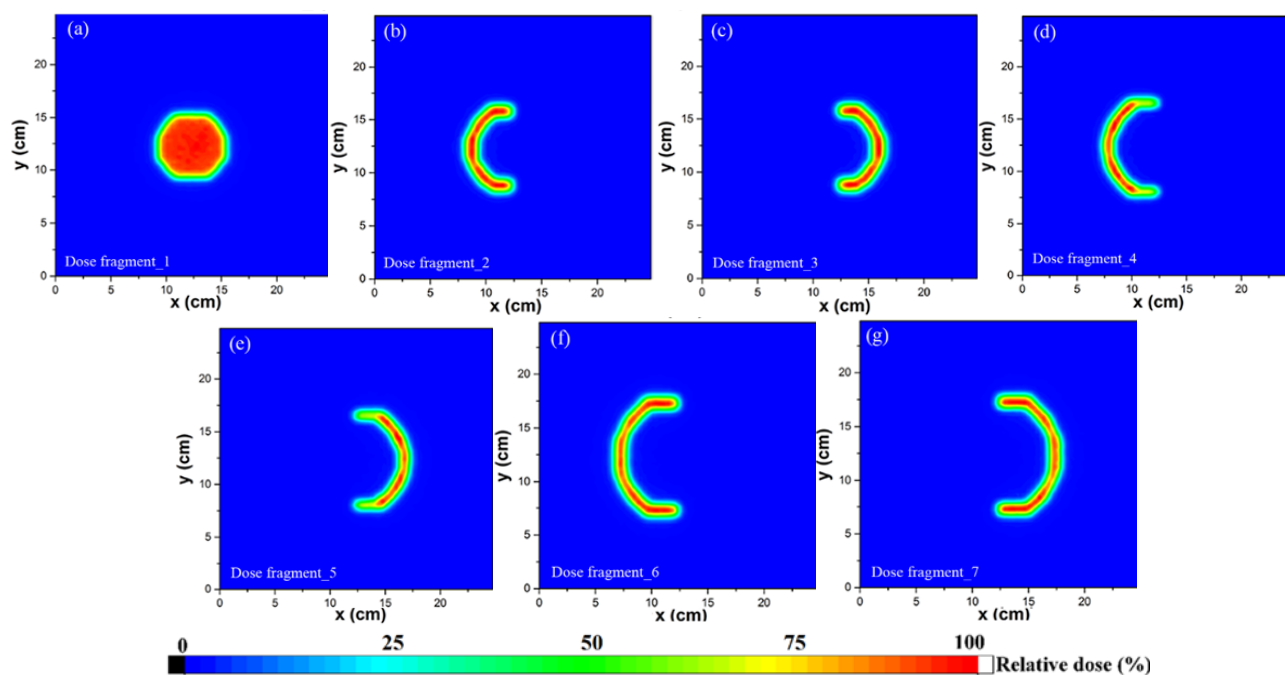 (a)
y (cm)
20
15
10
5
0
Dose fragment_1
0 5 10 15 20
x (cm)
(b)
y (cm)
20
15
10
5
0
Dose fragment_2
0 5 10 15 20
x (cm)
(c)
y (cm)
20
15
10
5
0
Dose fragment_3
0 5 10 15 20
x (cm)
(d)
y (cm)
20
15
10
5
0
Dose fragment_4
0 5 10 15 20
x (cm)
(e)
y (cm)
20
15
10
5
0
Dose fragment_5
0 5 10 15 20
x (cm)
(f)
y (cm)
20
15
10
5
0
Dose fragment_6
0 5 10 15 20
x (cm)
(g)
y (cm)
20
15
10
5
0
Dose fragment_7
0 5 10 15 20
x (cm)
0 25 50 75 100
Relative dose (%)